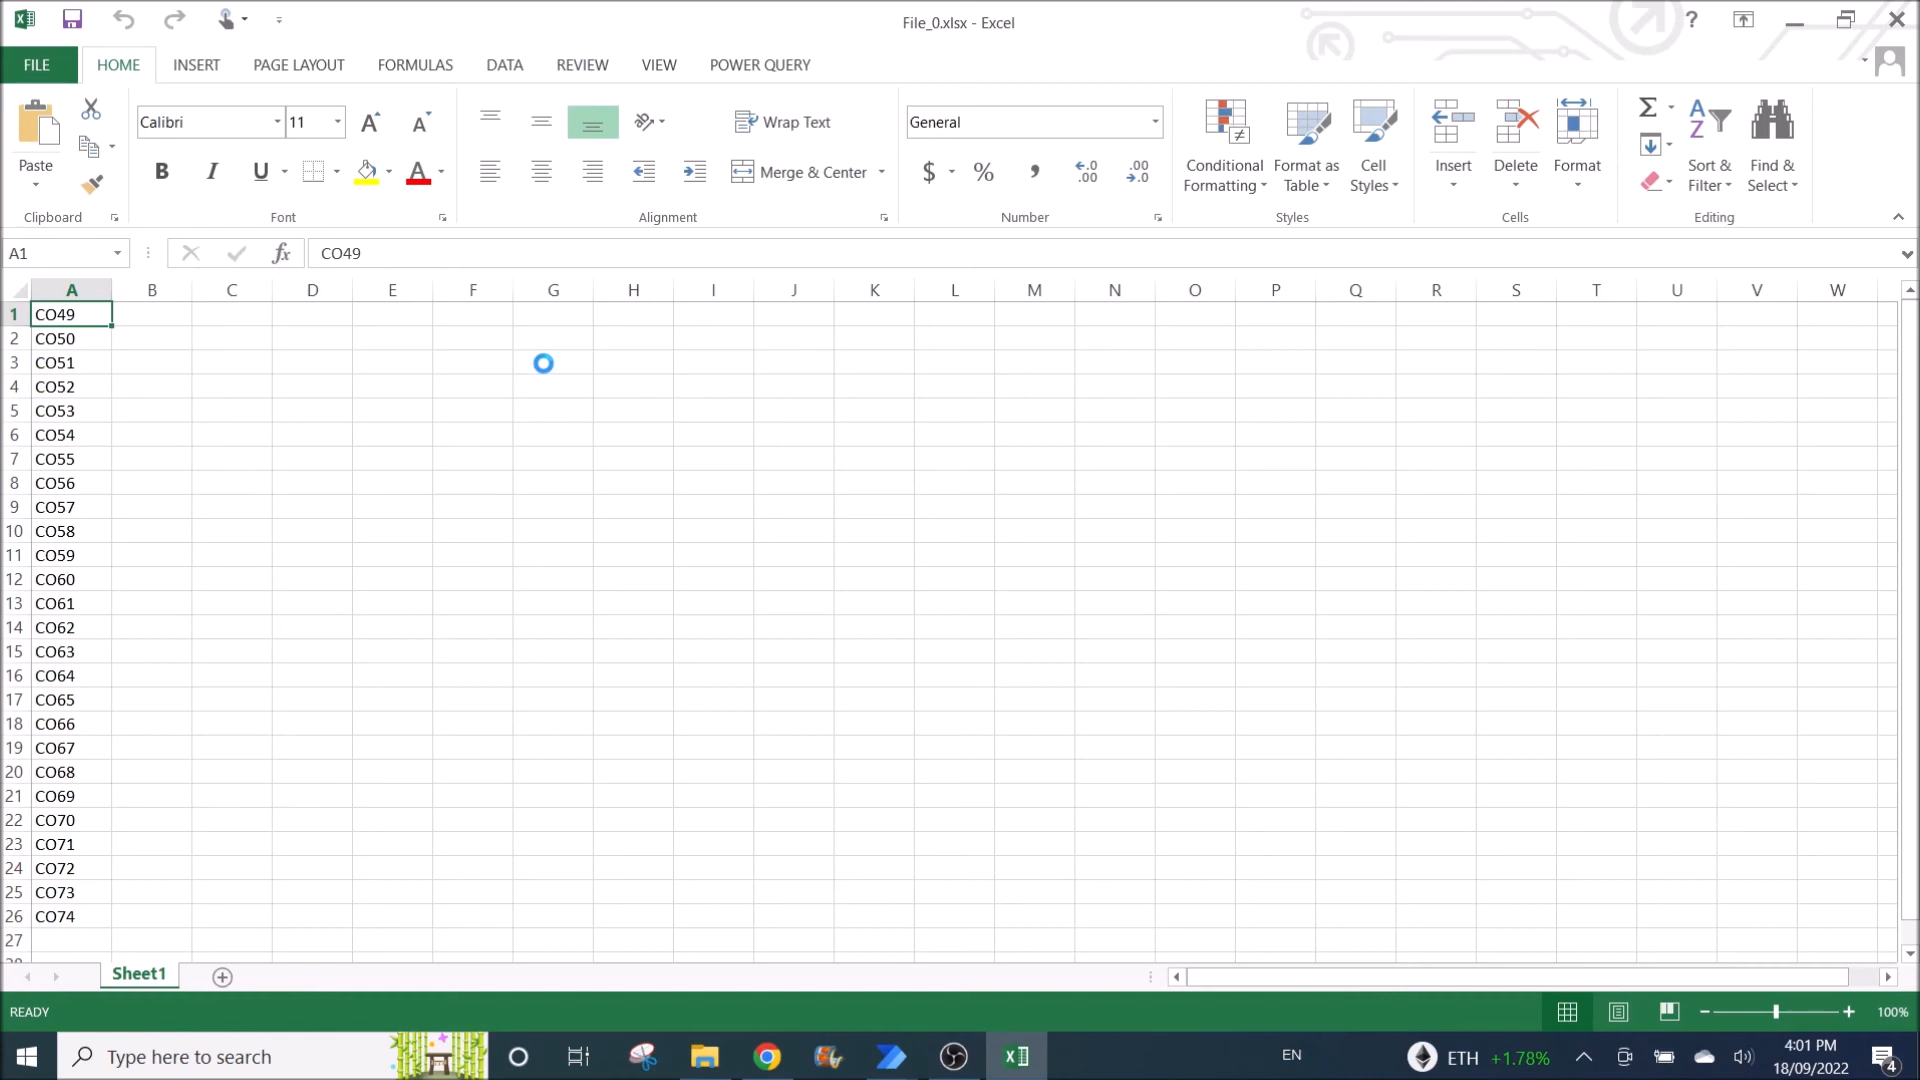 File_0.xlsx - Excel
?
FILE HOME INSERT PAGE LAYOUT FORMULAS DATA REVIEW VIEW POWER QUERY
Calibri 11 Wrap Text General
Paste
B I U A Merge & Center $ % ,
Conditional Formatting
Format as Table
Cell Styles
Insert Delete Format
Sort & Filter
Find & Select
Clipboard Font Alignment Number Styles Cells Editing
A1 fx CO49
A B C D E F G H I J K L M N O P Q R S T U V W
1 CO49
2 CO50
3 CO51
4 CO52
5 CO53
6 CO54
7 CO55
8 CO56
9 CO57
10 CO58
11 CO59
12 CO60
13 CO61
14 CO62
15 CO63
16 CO64
17 CO65
18 CO66
19 CO67
20 CO68
21 CO69
22 CO70
23 CO71
24 CO72
25 CO73
26 CO74
27
Sheet1
READY 100%
Type here to search EN ETH +1.78% 4:01 PM
18/09/2022 4